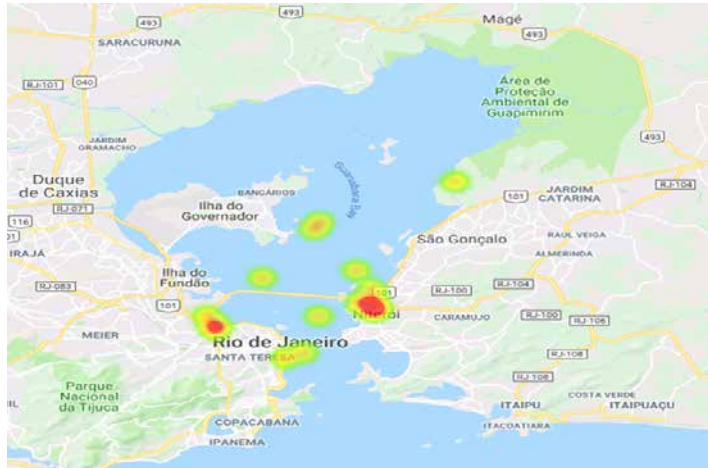 493
Magé
493
SARACURUNA
493
RJ-101
040
Área de
Proteção
Ambiental de
Guapimirim
493
JARDIM
GRAMACHO
Duque
de Caxias
BANCÁRIOS
Guanabara Bay
101
JARDIM
CATARINA
RJ-104
RJ-071
Ilha do
Governador
116
IRAJÁ
São Gonçalo
RAUL VEIGA
ALMERINDA
Ilha do
Fundão
RJ-083
101
101
RJ-100
RJ-104
Niterói
CARAMUJO
RJ-100
RJ-106
MEIER
Rio de Janeiro
SANTA TERESA
RJ-108
RJ-108
Parque
Nacional
da Tijuca
COPACABANA
IPANEMA
ITAIPU
COSTA VERDE
ITAIPUAÇU
ITACOATIARA